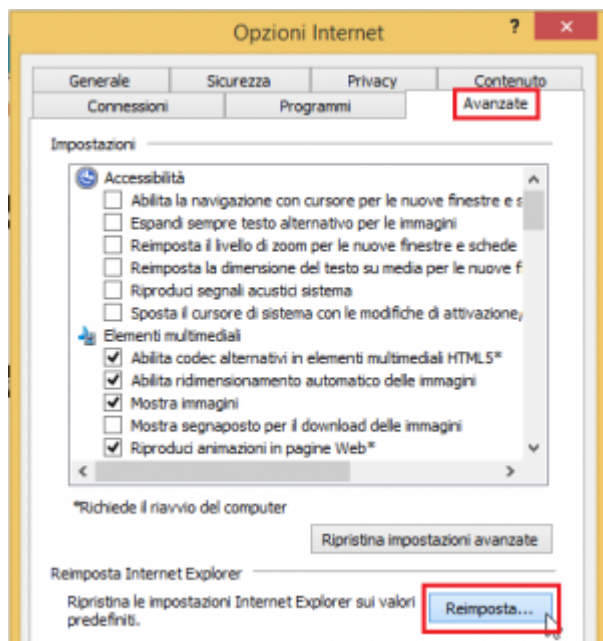 Opzioni Internet
?
Generale Sicurezza Privacy Contenuto
Connessioni Programmi Avanzate
Impostazioni
Accessibilità
Abilita la navigazione con cursore per le nuove finestre e s
Espandi sempre testo alternativo per le immagini
Reimposta il livello di zoom per le nuove finestre e schede
Reimposta la dimensione del testo su media per le nuove f
Riproduci segnali acustici sistema
Sposta il cursore di sistema con le modifiche di attivazione,
Elementi multimediali
Abilita codec alternativi in elementi multimediali HTML5*
Abilita ridimensionamento automatico delle immagini
Mostra immagini
Mostra segnaposto per il download delle immagini
Riproduci animazioni in pagine Web*
*Richiede il riavvio del computer
Ripristina impostazioni avanzate
Reimposta Internet Explorer
Ripristina le impostazioni Internet Explorer sui valori
predefiniti.
Reimposta...